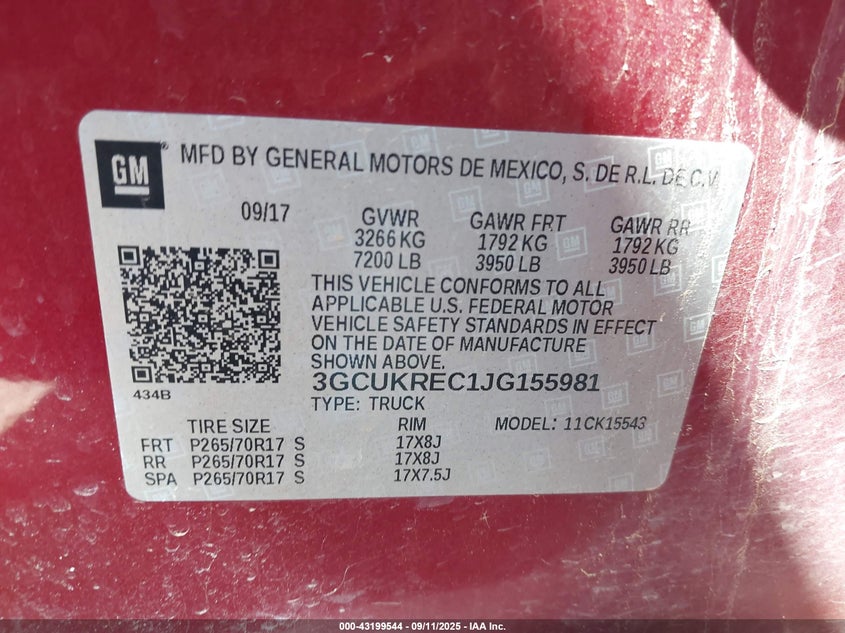 GM
MFD BY GENERAL MOTORS DE MEXICO, S. DE R.L. DE C.V.
09/17 GVWR GAWR FRT GAWR RR
3266 KG 1792 KG 1792 KG
7200 LB 3950 LB 3950 LB
THIS VEHICLE CONFORMS TO ALL
APPLICABLE U.S. FEDERAL MOTOR
VEHICLE SAFETY STANDARDS IN EFFECT
ON THE DATE OF MANUFACTURE
SHOWN ABOVE.
3GCUKREC1JG155981
434B
TYPE: TRUCK MODEL: 11CK15543
TIRE SIZE RIM
FRT P265/70R17 S 17X8J
RR P265/70R17 S 17X8J
SPA P265/70R17 S 17X7.5J
000-43199544 | 09/11/2025 - IAA Inc.